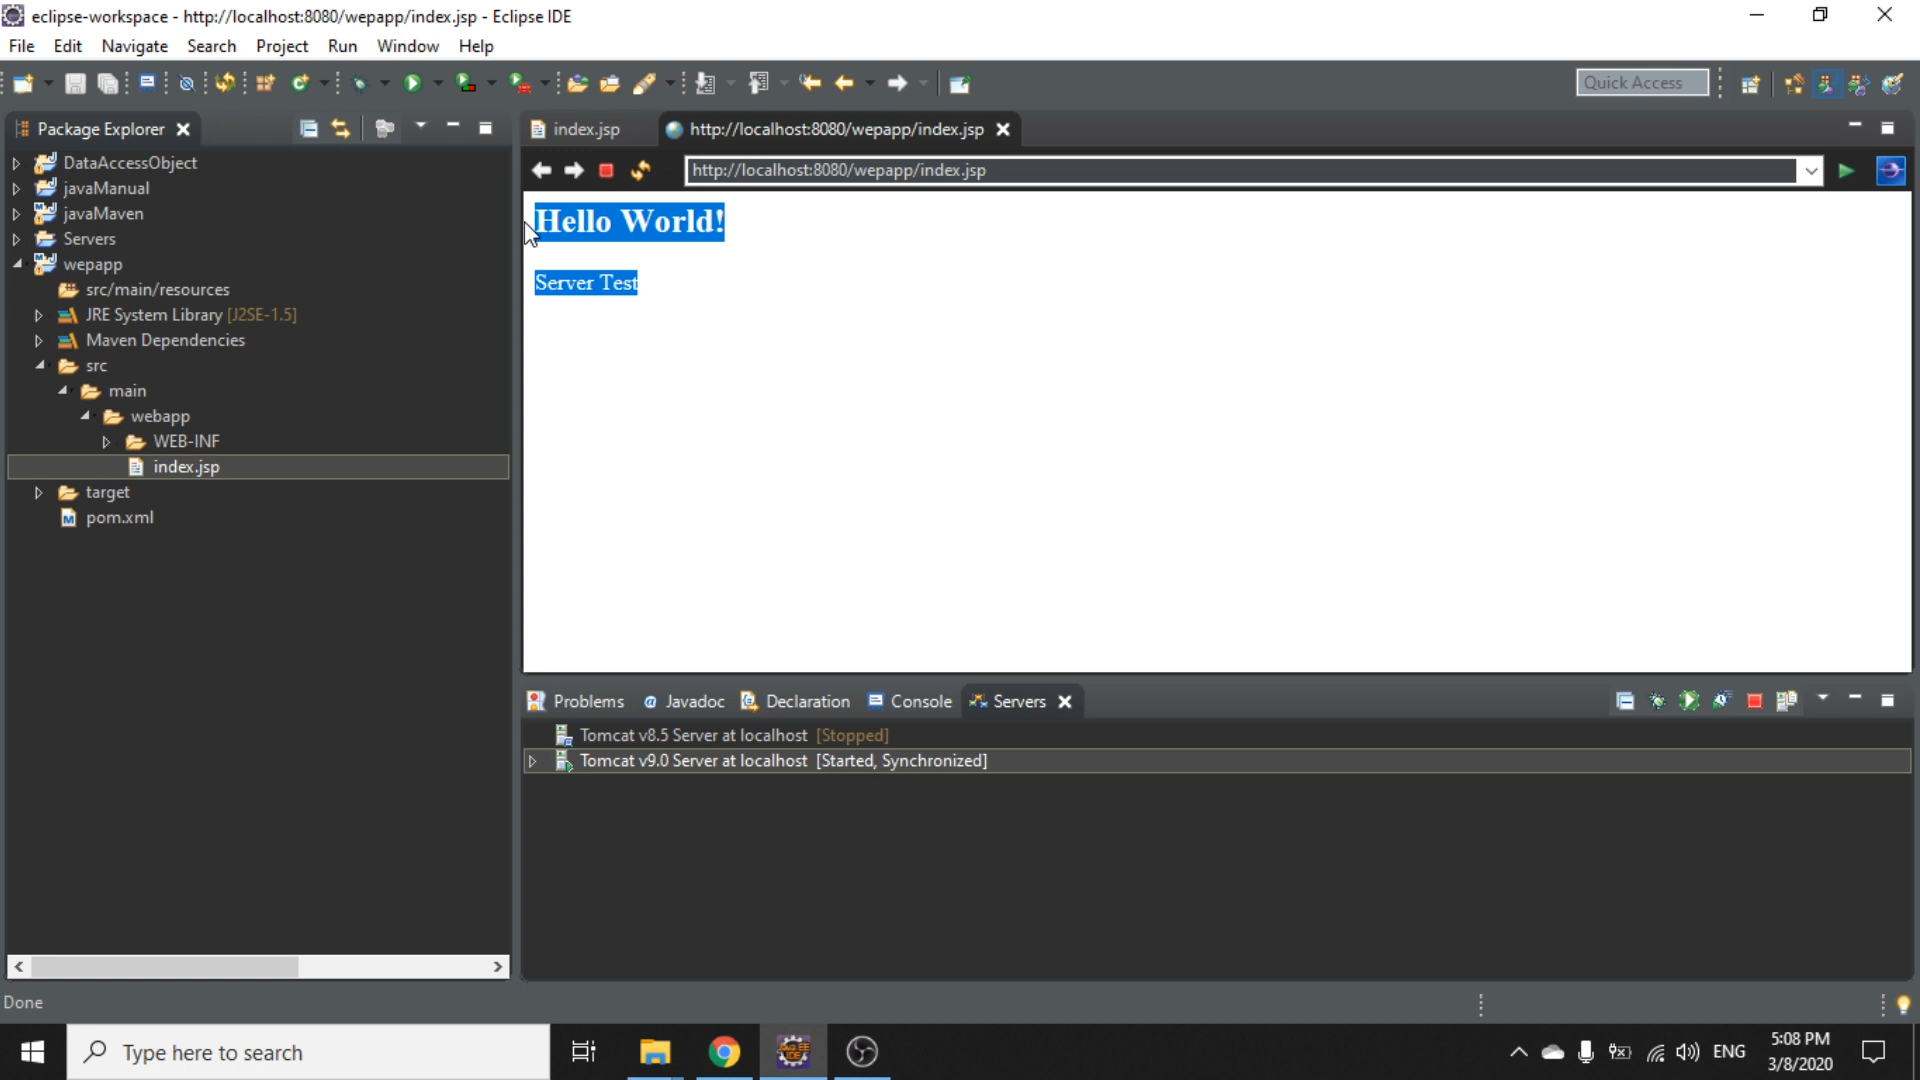 eclipse-workspace - http://localhost:8080/wepapp/index.jsp - Eclipse IDE
File Edit Navigate Search Project Run Window Help
Quick Access
Package Explorer
index.jsp
http://localhost:8080/wepapp/index.jsp
DataAccessObject
javaManual
javaMaven
Servers
wepapp
src/main/resources
JRE System Library [J2SE-1.5]
Maven Dependencies
src
main
webapp
WEB-INF
index.jsp
target
pom.xml
http://localhost:8080/wepapp/index.jsp
Hello World!
Server Test
Problems @ Javadoc Declaration Console Servers
Tomcat v8.5 Server at localhost [Stopped]
Tomcat v9.0 Server at localhost [Started, Synchronized]
Done
Type here to search
ENG
5:08 PM
3/8/2020